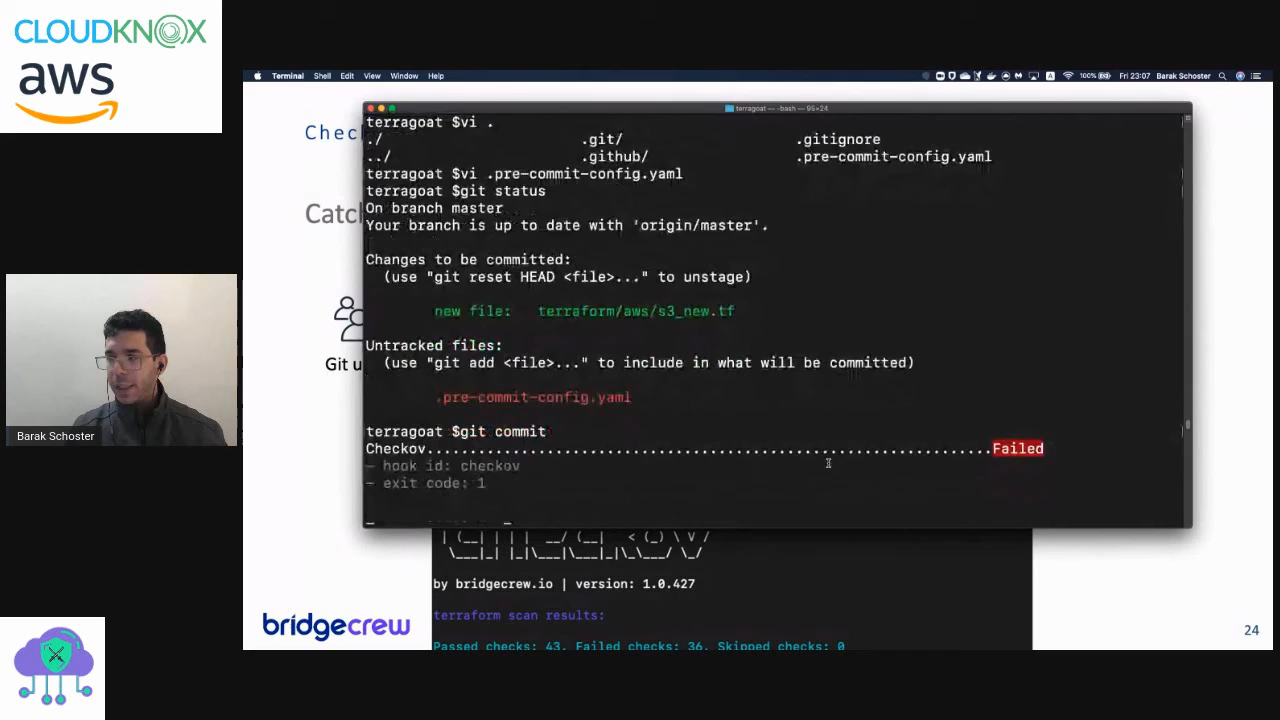 CLOUDKNOX
aws
Terminal Shell Edit View Window Help
100%
Fri 23:07 Barak Schoster
terragoat — -bash — 95×24
Chec
Catc
Git u
terragoat $vi .
./ .git/ .gitignore
../ .github/ .pre-commit-config.yaml
terragoat $vi .pre-commit-config.yaml
terragoat $git status
On branch master
Your branch is up to date with 'origin/master'.
Changes to be committed:
(use "git reset HEAD <file>..." to unstage)
new file: terraform/aws/s3_new.tf
Untracked files:
(use "git add <file>..." to include in what will be committed)
.pre-commit-config.yaml
terragoat $git commit
Checkov..................................................................Failed
- hook id: checkov
- exit code: 1
Barak Schoster
by bridgecrew.io | version: 1.0.427
terraform scan results:
Passed checks: 43, Failed checks: 36, Skipped checks: 0
bridgecrew
24